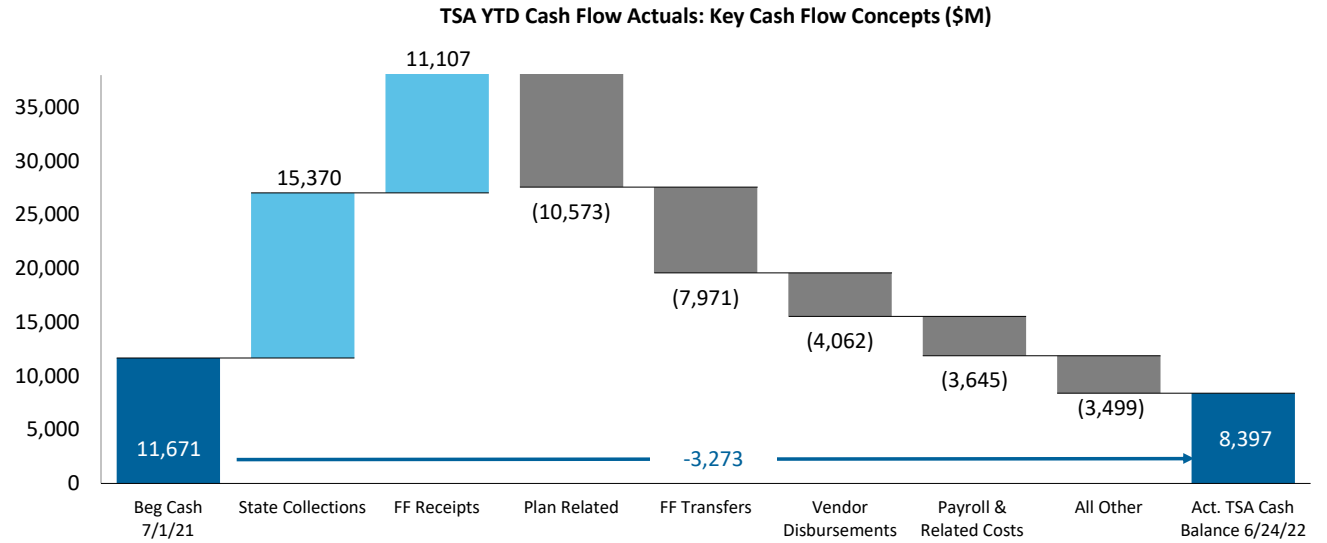 TSA YTD Cash Flow Actuals: Key Cash Flow Concepts ($M)
11,107
35,000
30,000
15,370
25,000
(10,573)
20,000
(7,971)
15,000
(4,062)
10,000
(3,645)
(3,499)
5,000
11,671
-3,273
8,397
0
Beg Cash
7/1/21
State Collections
FF Receipts
Plan Related
FF Transfers
Vendor
Disbursements
Payroll &
Related Costs
All Other
Act. TSA Cash
Balance 6/24/22